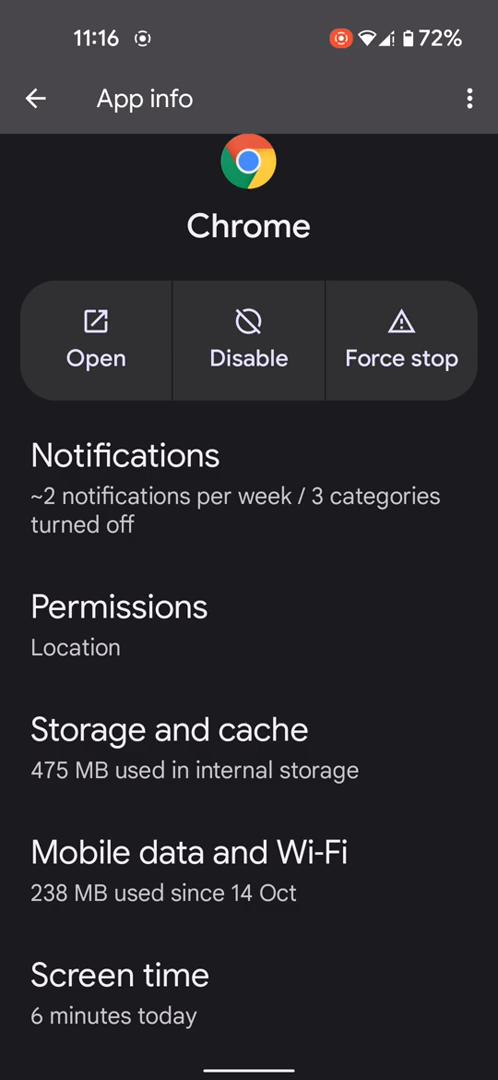 11:16 72%
App info
Chrome
Open Disable Force stop
Notifications
~2 notifications per week / 3 categories
turned off
Permissions
Location
Storage and cache
475 MB used in internal storage
Mobile data and Wi-Fi
238 MB used since 14 Oct
Screen time
6 minutes today